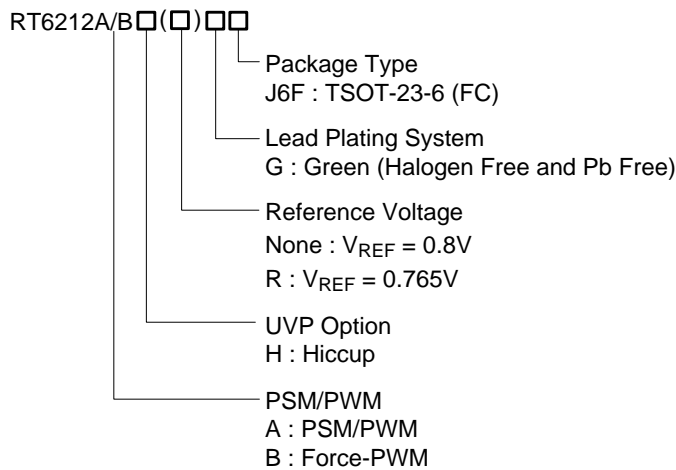 RT6212A/B□(□)□□
Package Type
J6F : TSOT-23-6 (FC)
Lead Plating System
G : Green (Halogen Free and Pb Free)
Reference Voltage
None : VREF = 0.8V
R : VREF = 0.765V
UVP Option
H : Hiccup
PSM/PWM
A : PSM/PWM
B : Force-PWM